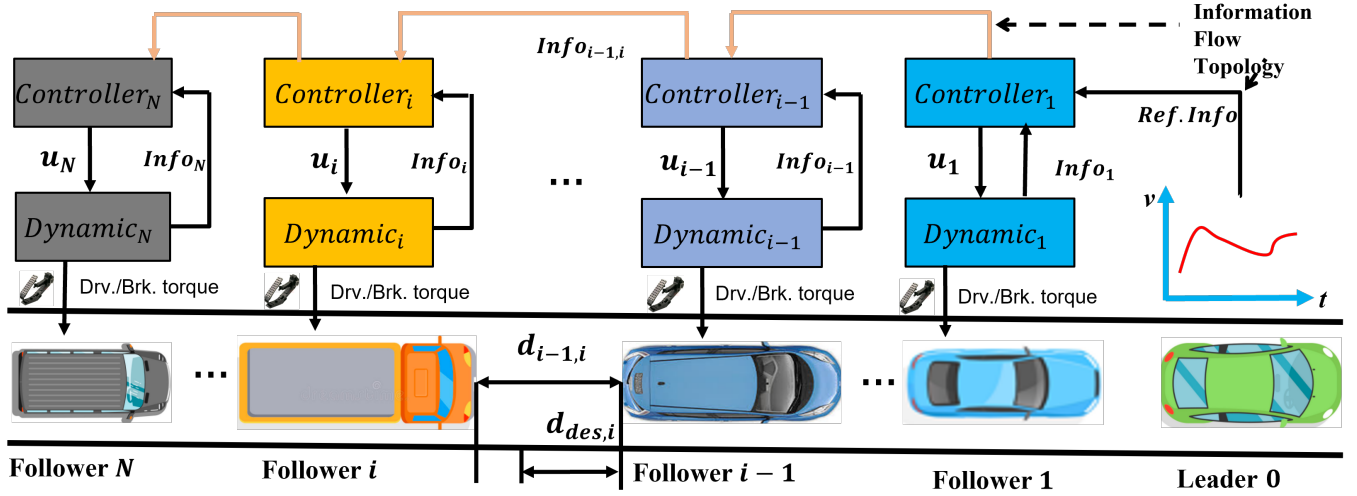 Information
Flow
Topology
Info_{i−1,i}
Controller_N
Controller_i
Controller_{i−1}
Controller_1
Ref.Info
u_N
Info_N
u_i
Info_i
...
u_{i−1}
Info_{i−1}
u_1
Info_1
Dynamic_N
Dynamic_i
Dynamic_{i−1}
Dynamic_1
v
t
Drv./Brk. torque
Drv./Brk. torque
Drv./Brk. torque
Drv./Brk. torque
...
d_{i−1,i}
...
d_{des,i}
Follower N
Follower i
Follower i − 1
Follower 1
Leader 0